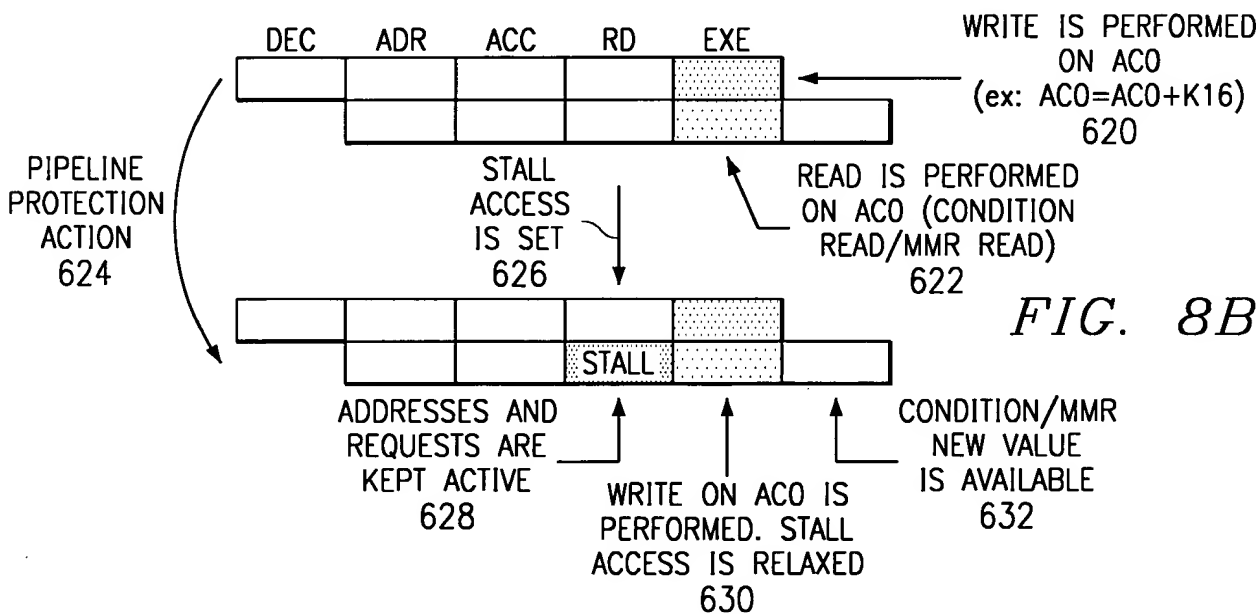 DEC ADR ACC RD EXE
WRITE IS PERFORMED
ON AC0
(ex: AC0=AC0+K16)
620
PIPELINE
PROTECTION
ACTION
624
STALL
ACCESS
IS SET
626
READ IS PERFORMED
ON AC0 (CONDITION
READ/MMR READ)
622
FIG. 8B
STALL
ADDRESSES AND
REQUESTS ARE
KEPT ACTIVE
628
WRITE ON AC0 IS
PERFORMED. STALL
ACCESS IS RELAXED
630
CONDITION/MMR
NEW VALUE
IS AVAILABLE
632